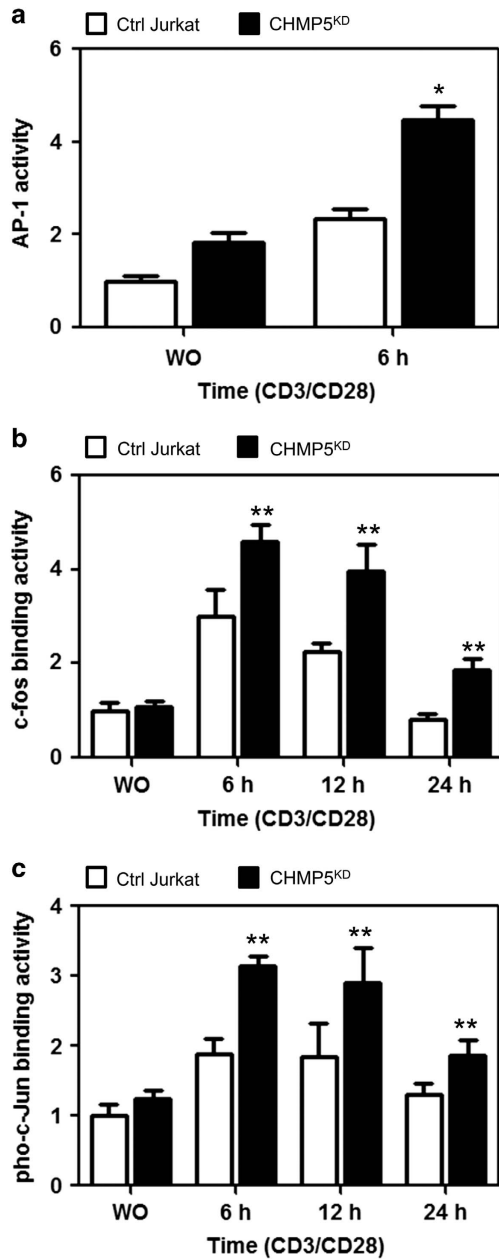 a
Ctrl Jurkat CHMP5KD
6
4
2
0
AP-1 activity
*
WO 6 h
Time (CD3/CD28)
b
Ctrl Jurkat CHMP5KD
6
4
2
0
c-fos binding activity
** ** **
WO 6 h 12 h 24 h
Time (CD3/CD28)
c
Ctrl Jurkat CHMP5KD
4
3
2
1
0
pho-c-Jun binding activity
** ** **
WO 6 h 12 h 24 h
Time (CD3/CD28)